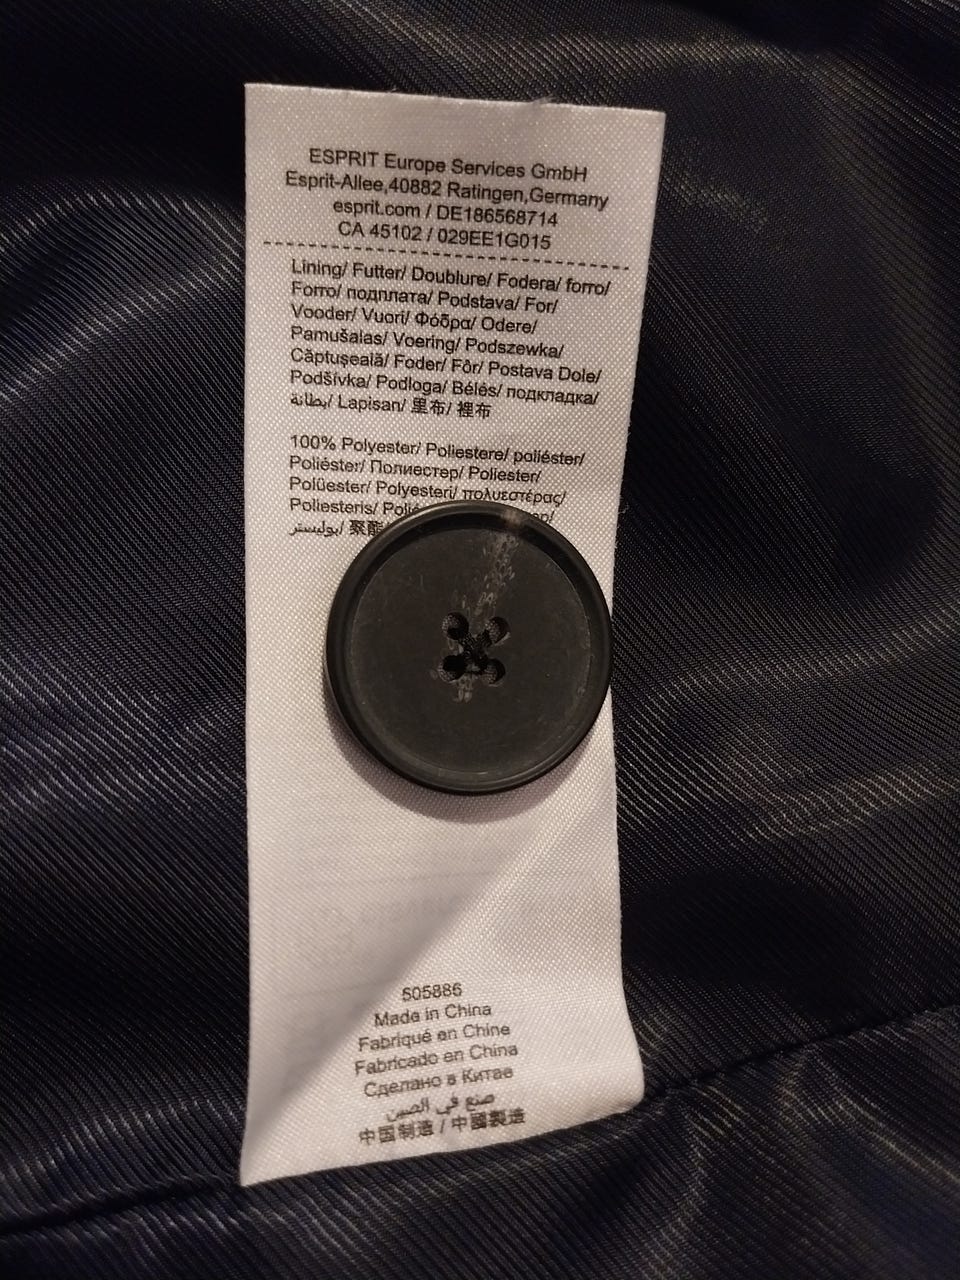 ESPRIT Europe Services GmbH
Esprit-Allee,40882 Ratingen,Germany
esprit.com / DE186568714
CA 45102 / 029EE1G015
Lining/ Futter/ Doublure/ Fodera/ forro/
Forro/ подплата/ Podstava/ For/
Vooder/ Vuori/ Φόδρα/ Odere/
Pamušalas/ Voering/ Podszewka/
Căptușeală/ Foder/ Fôr/ Postava Dole/
Podšívka/ Podloga/ Bélés/ подкладка/
بطانة/ Lapisan/ 里布/ 裡布
100% Polyester/ Poliestere/ poliéster/
Poliéster/ Полиестер/ Poliester/
Polüester/ Polyesteri/ πολυεστέρας/
Poliesteris/
بوليستر/ 聚酯
505886
Made in China
Fabriqué en Chine
Fabricado en China
Сделано в Китае
صنع في الصين
中国制造 / 中國製造